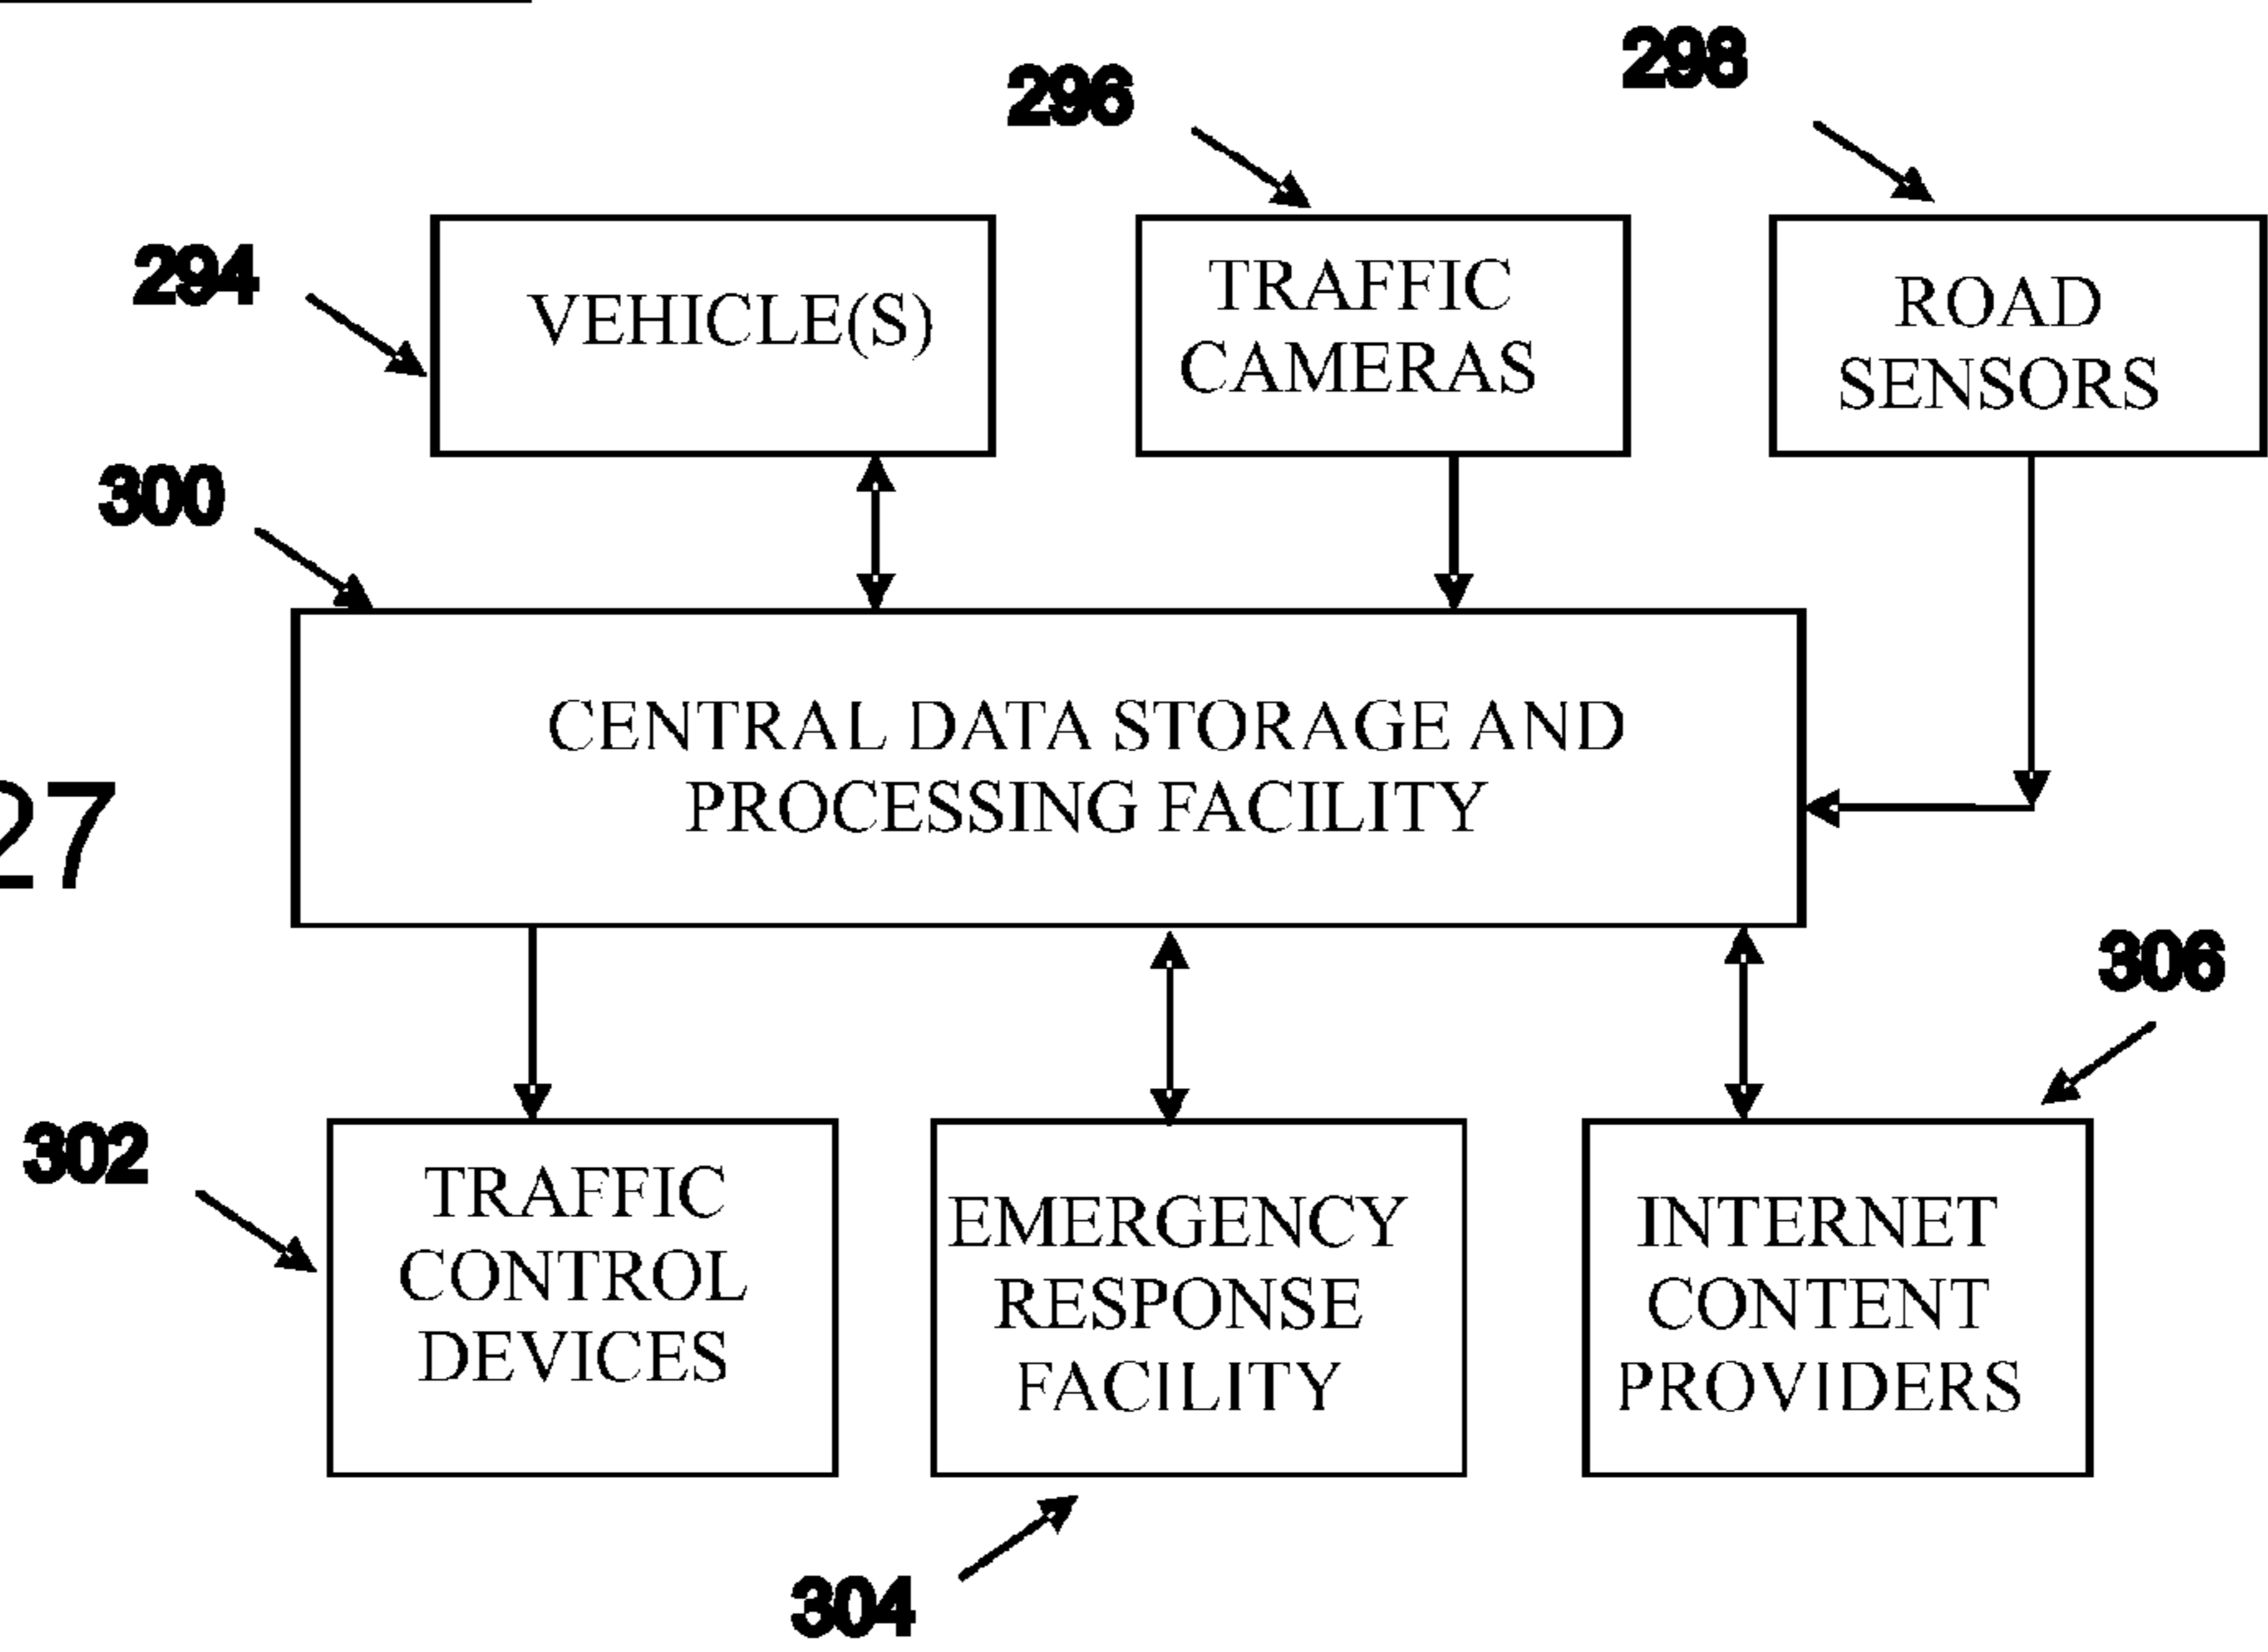 296
298
294
VEHICLE(S)
TRAFFIC
CAMERAS
ROAD
SENSORS
300
CENTRAL DATA STORAGE AND
PROCESSING FACILITY
27
306
302
TRAFFIC
CONTROL
DEVICES
EMERGENCY
RESPONSE
FACILITY
INTERNET
CONTENT
PROVIDERS
304